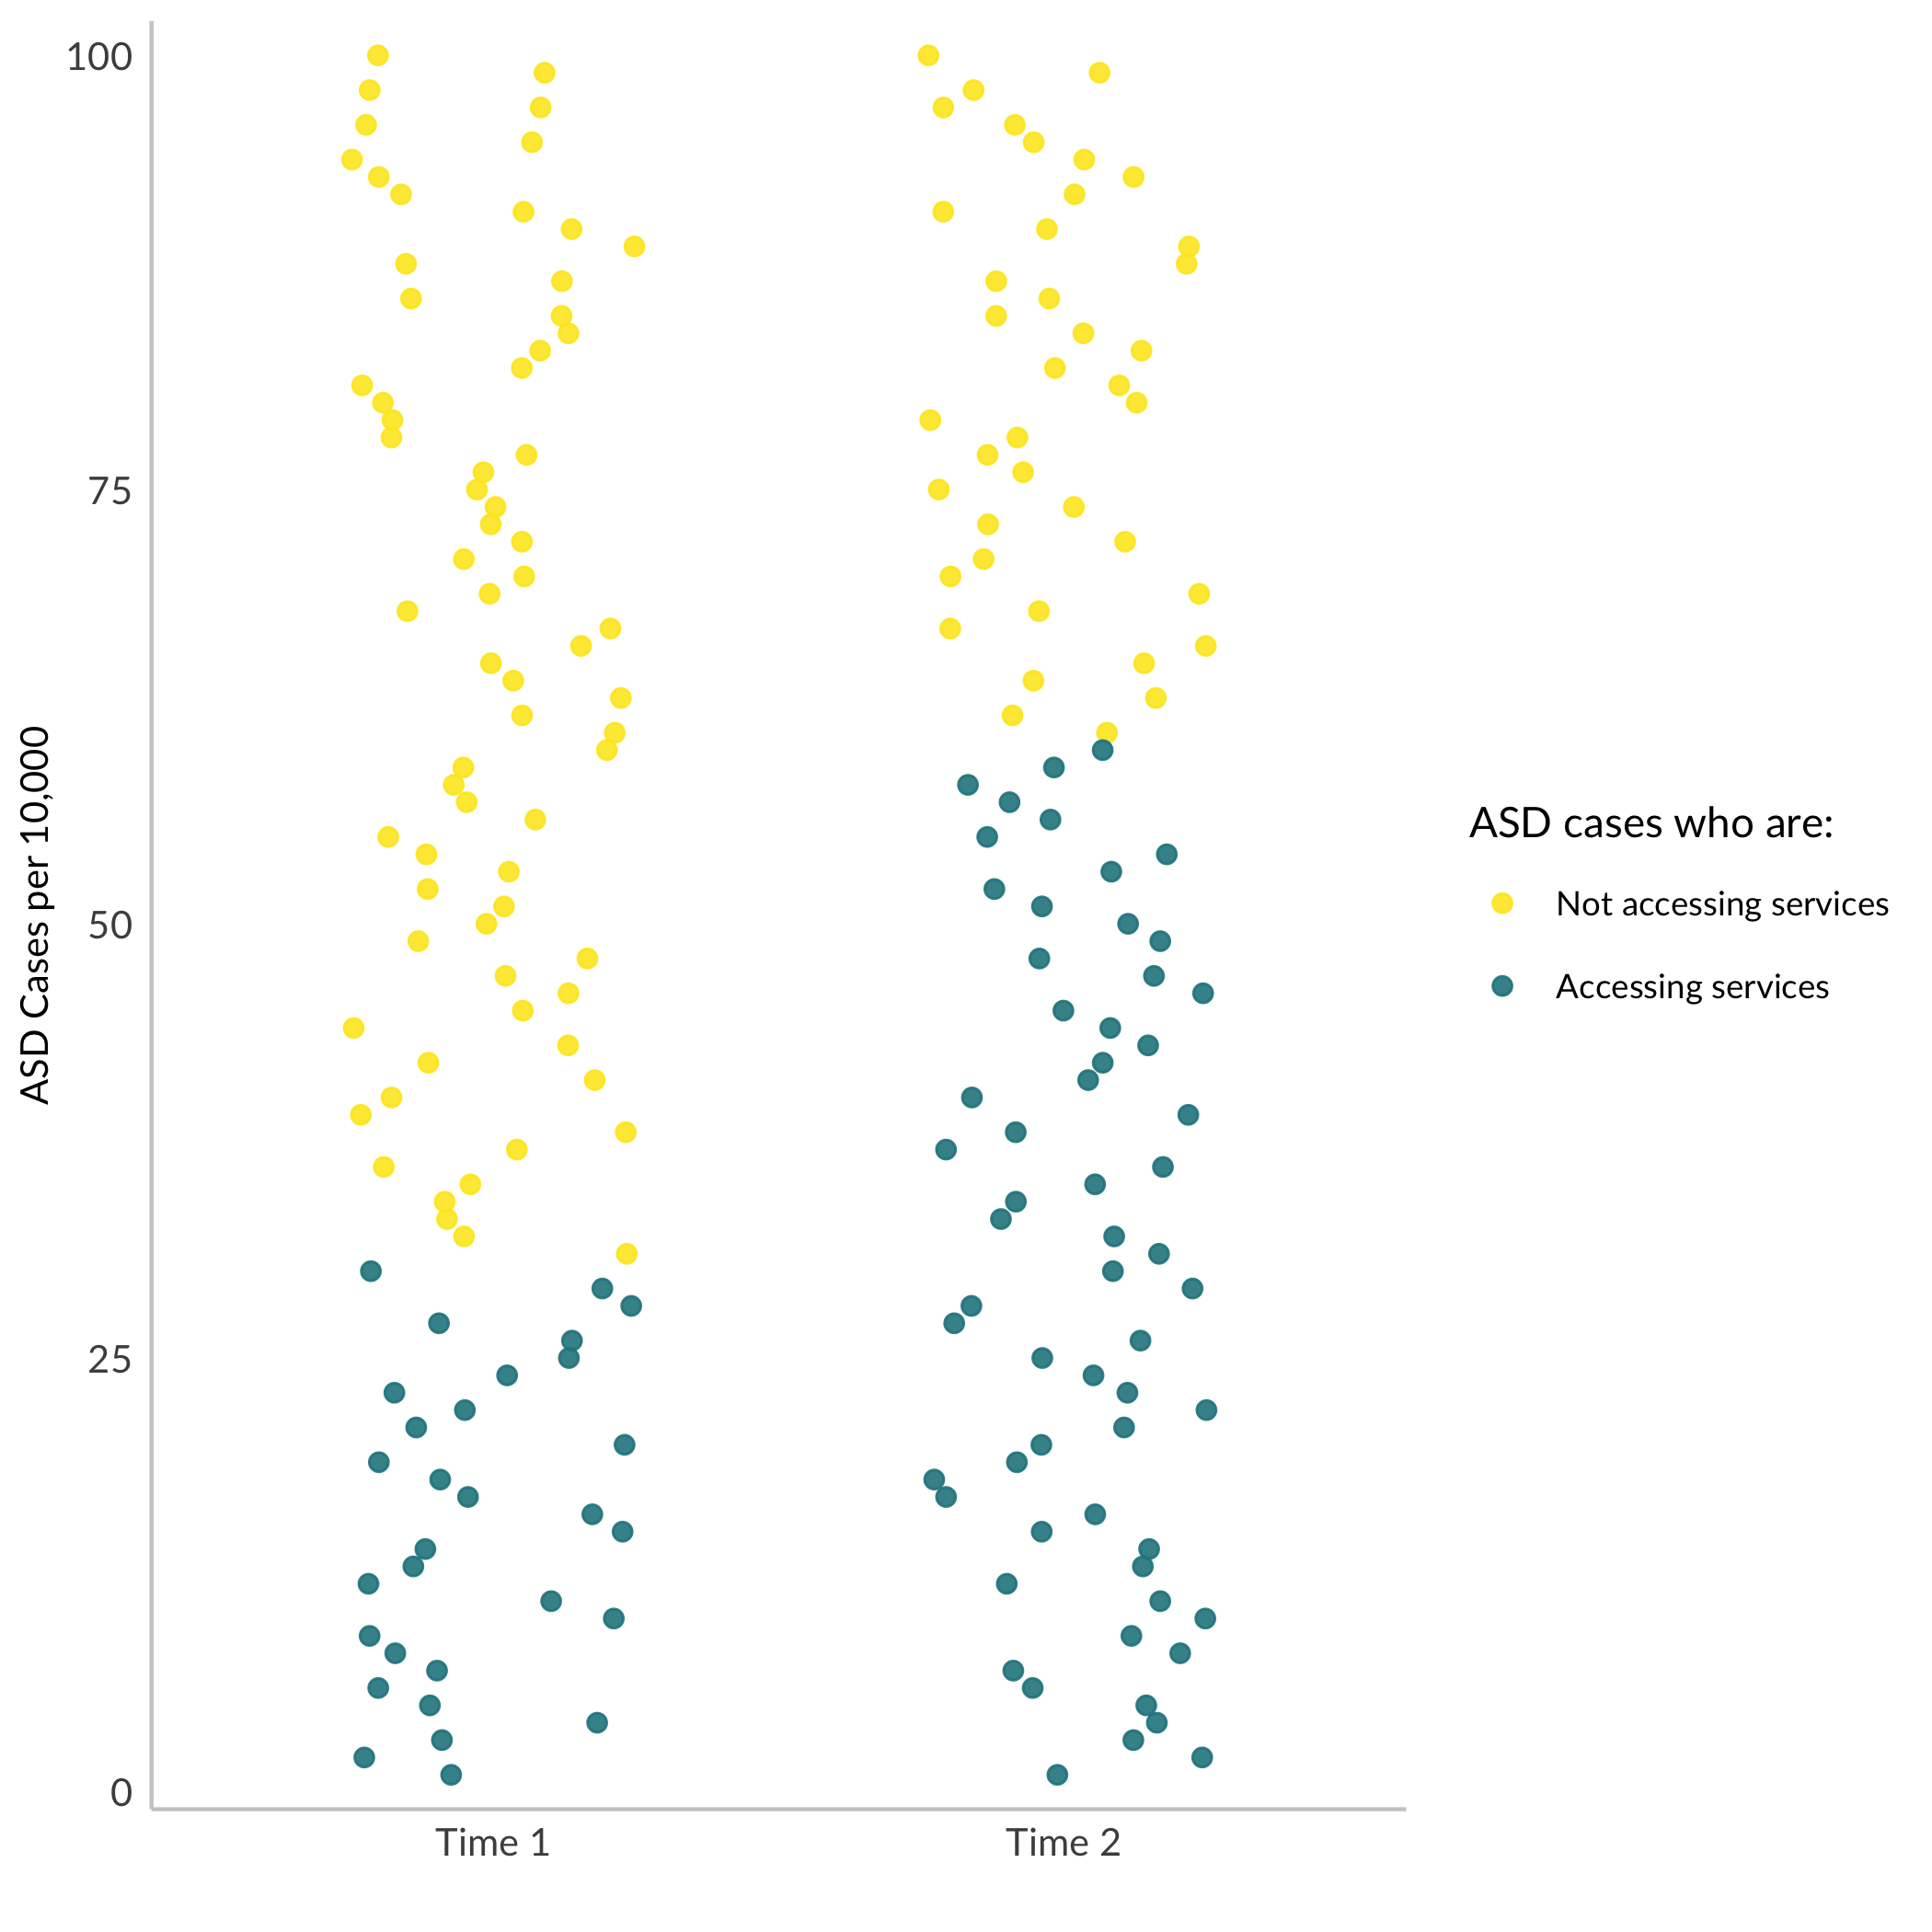 100
75
50
25
0
ASD Cases per 10,000
Time 1
Time 2
ASD cases who are:
Not accessing services
Accessing services